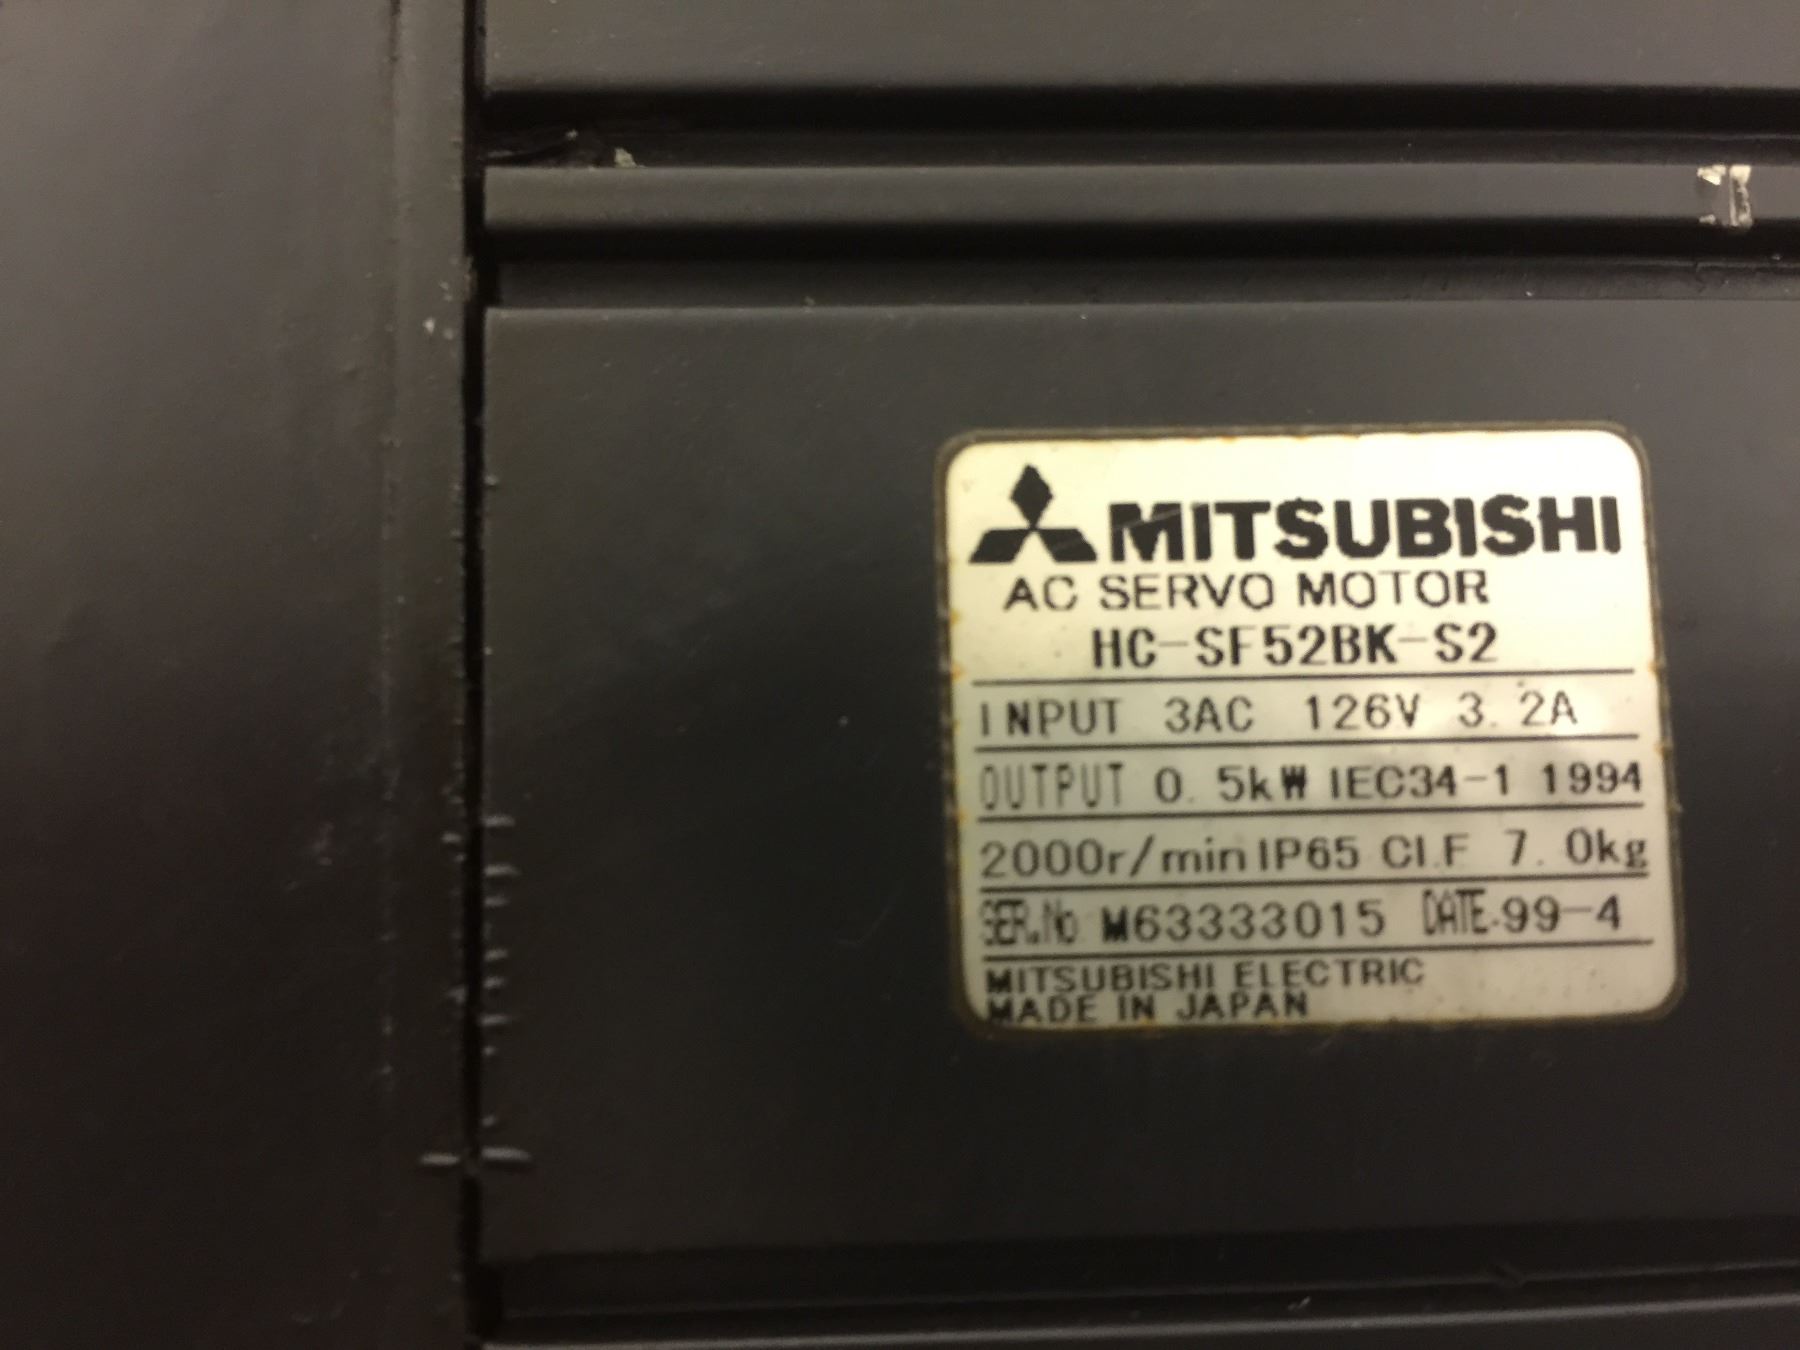 MITSUBISHI
AC SERVO MOTOR
HC-SF52BK-S2
INPUT 3AC 126V 3.2A
OUTPUT 0.5kW IEC34-1 1994
2000r/min IP65 CI.F 7.0kg
SER.No M63333015 DATE.99-4
MITSUBISHI ELECTRIC
MADE IN JAPAN